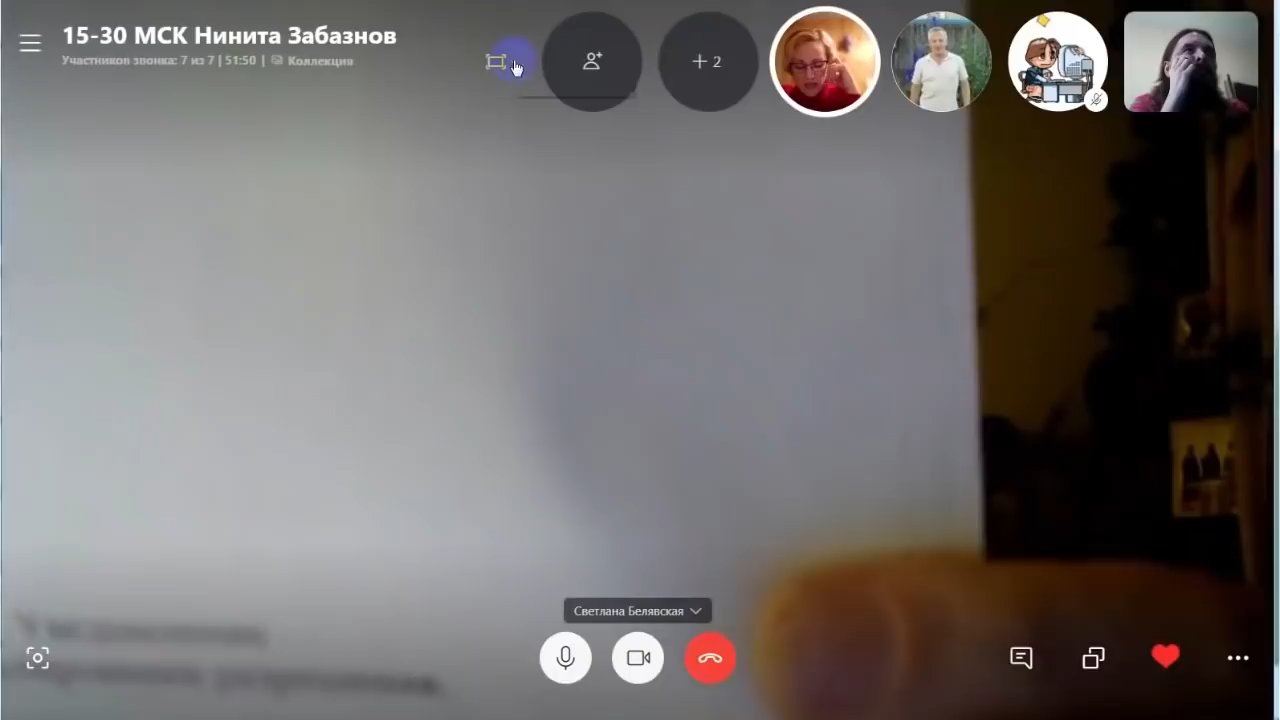 15-30 МСК Нинита Забазнов
Участников звонка: 7 из 7 | 51:50 | Коллекция
+ 2
Светлана Белявская